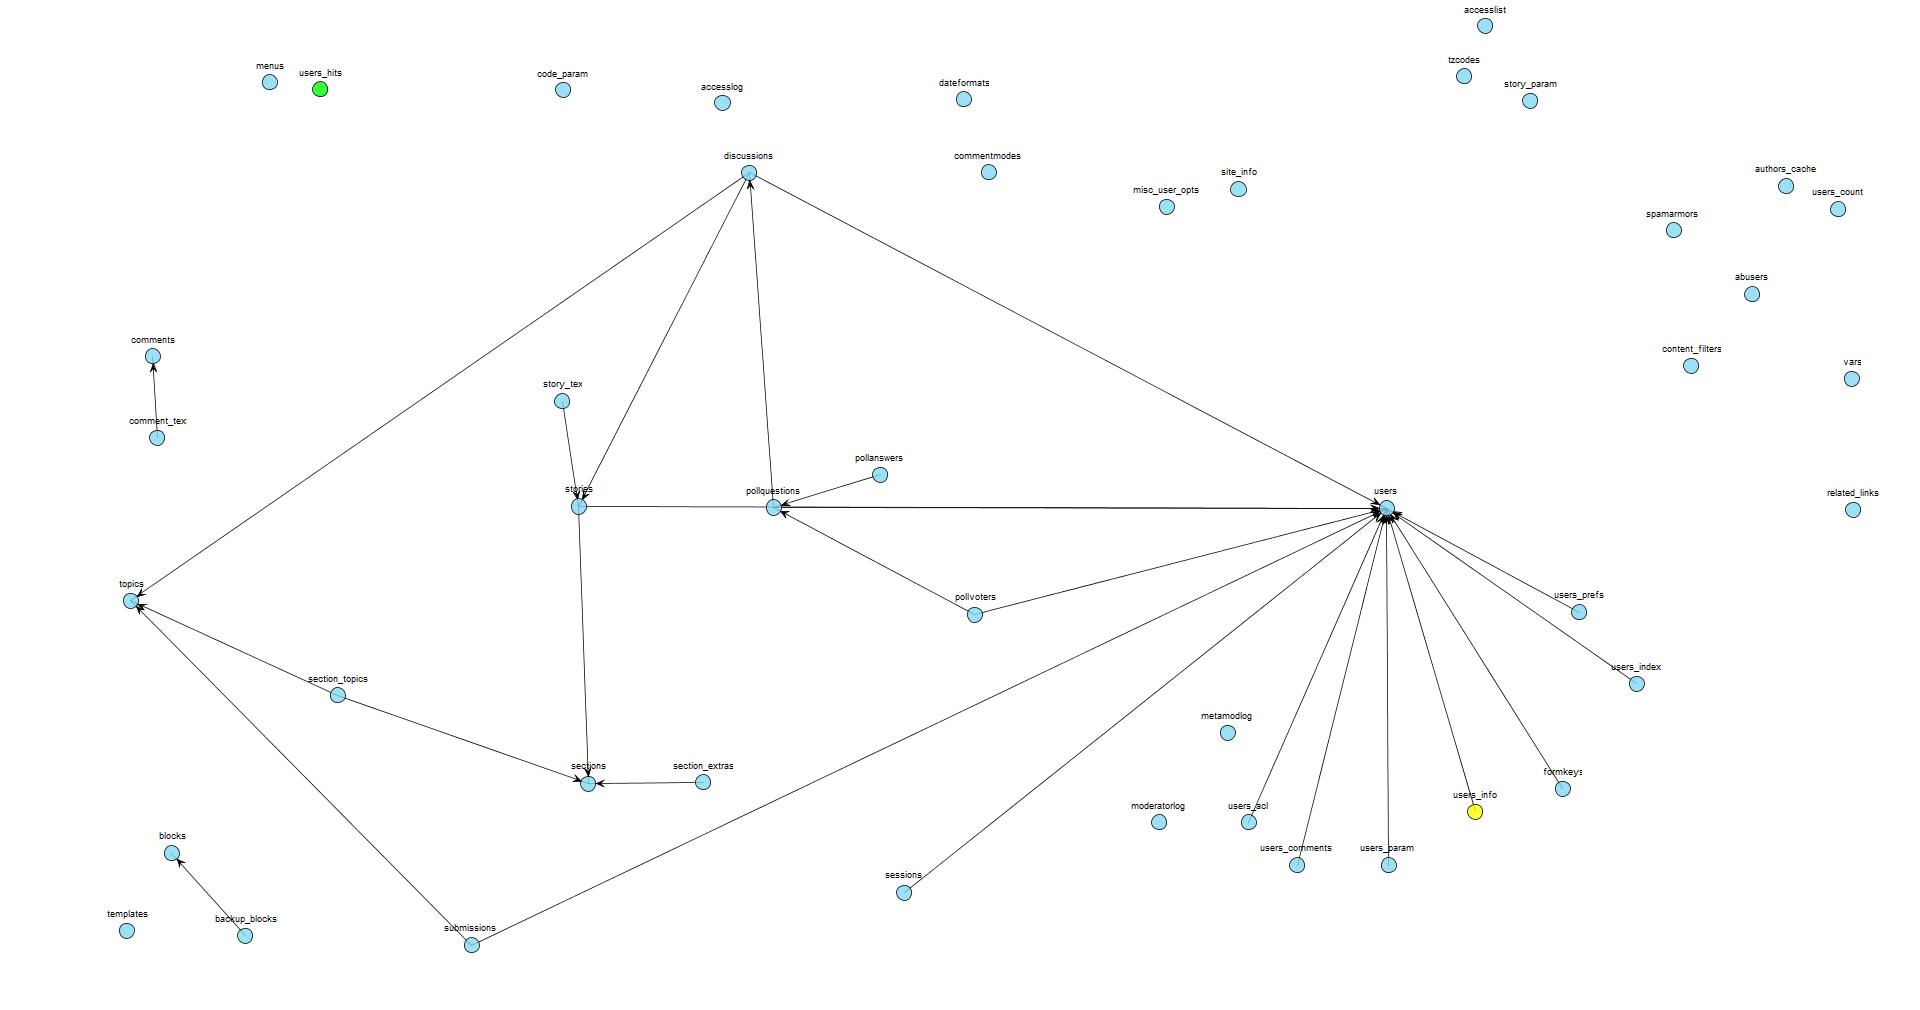 accesslist
tzcodes
menus
users_hits
code_param
accesslog
dateformats
story_param
discussions
commentmodes
misc_user_opts
site_info
authors_cache
users_count
spamarmors
abusers
comments
content_filters
vars
story_tex
comment_tex
pollanswers
stories
pollquestions
users
related_links
topics
pollvoters
users_prefs
section_topics
users_index
metamodlog
sections
section_extras
formkeys
users_info
moderatorlog
users_acl
blocks
users_comments
users_param
sessions
templates
backup_blocks
submissions